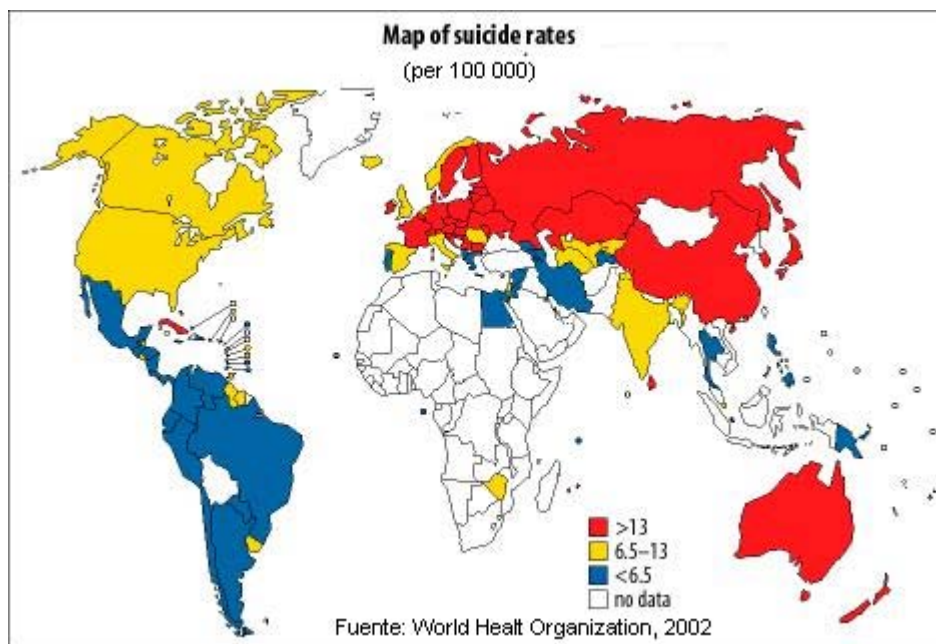 Map of suicide rates
(per 100 000)
>13
6.5–13
<6.5
no data
Fuente: World Healt Organization, 2002